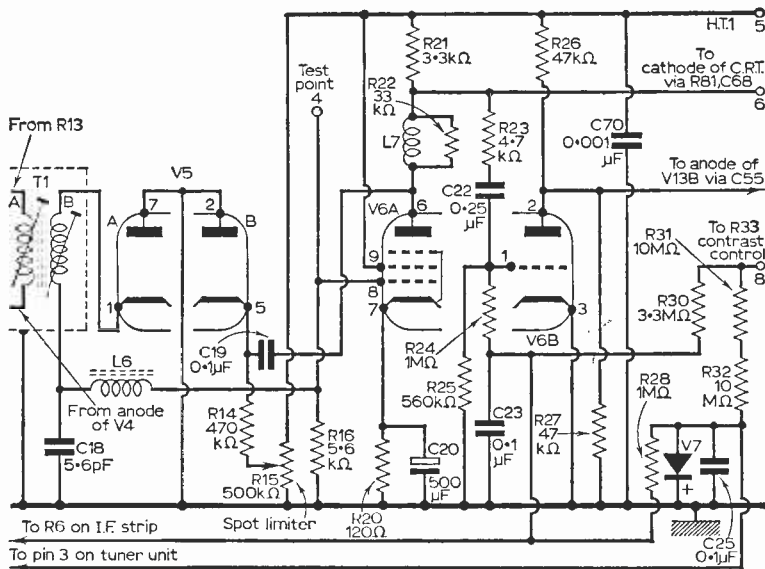 H.T.1
5
R21
3·3kΩ
R26
47kΩ
Test
point
4
R22
33
kΩ
To
cathode of C.R.T.
via R81,C68
6
From R13
T1
A
B
L7
R23
4·7
kΩ
C70
0·001
µF
V5
A
7
2
B
V6A
6
C22
0·25
µF
2
To anode of
V13B via C55
9
8
7
1
R31
10MΩ
To R33
contrast
control
8
1
5
3
V6B
R30
3·3MΩ
C19
0·1µF
R24
1MΩ
L6
From anode
of V4
R25
560kΩ
R28
1MΩ
R32
10
MΩ
R14
470
kΩ
R16
5·6
kΩ
C23
0·1
µF
R27
47
kΩ
V7
+
C18
5·6pF
R15
500kΩ
C20
500
µF
Spot limiter
R20
120Ω
C25
0·1µF
To R6 on I.F. strip
To pin 3 on tuner unit